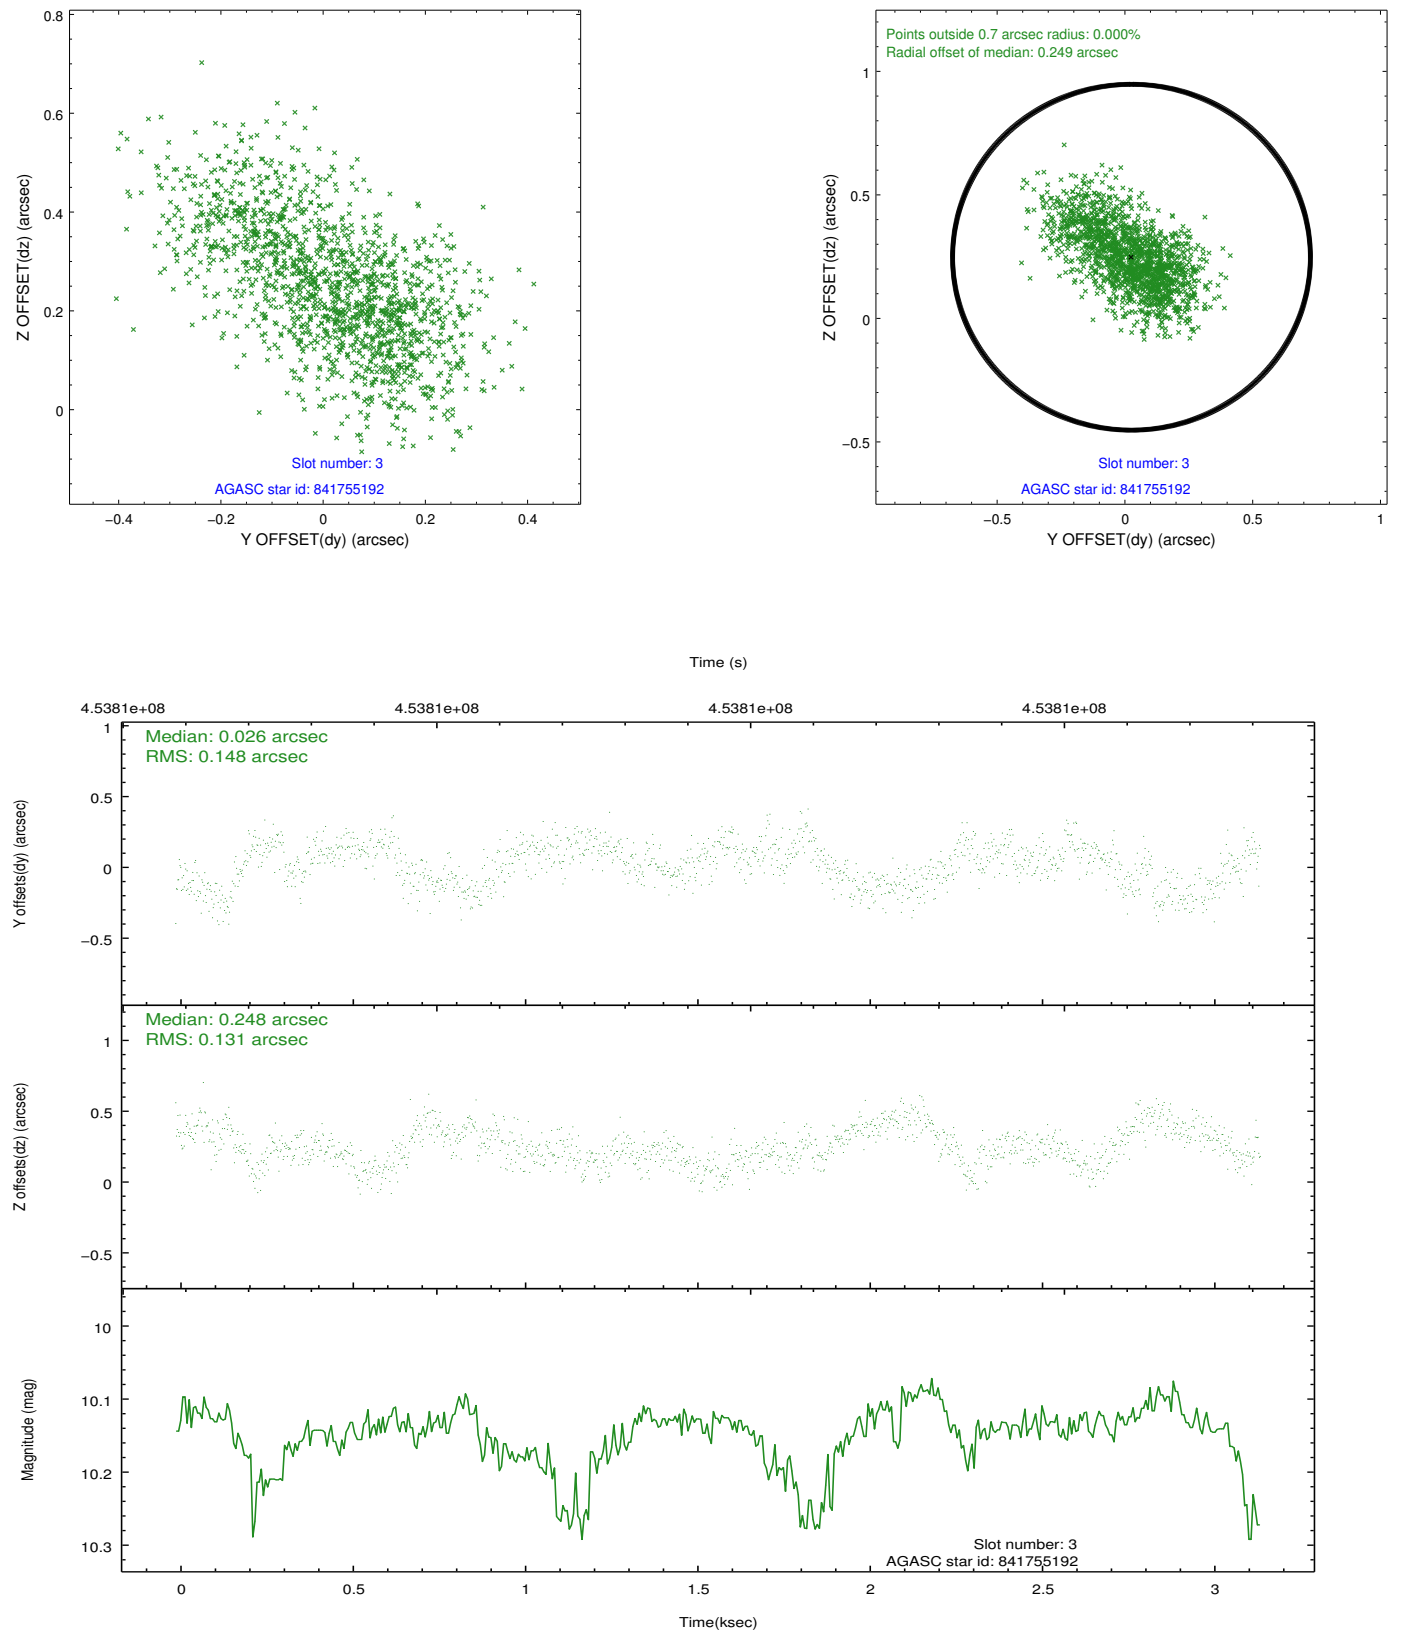 0.8
0.6
0.4
0.2
0
Z OFFSET(dz) (arcsec)
Slot number: 3
AGASC star id: 841755192
−0.4 −0.2 0 0.2 0.4
Y OFFSET(dy) (arcsec)
Points outside 0.7 arcsec radius: 0.000%
Radial offset of median: 0.249 arcsec
1
0.5
0
−0.5
Z OFFSET(dz) (arcsec)
Slot number: 3
AGASC star id: 841755192
−0.5 0 0.5 1
Y OFFSET(dy) (arcsec)
Time (s)
4.5381e+08 4.5381e+08 4.5381e+08 4.5381e+08
Median: 0.026 arcsec
RMS: 0.148 arcsec
1
0.5
0
−0.5
Y offsets(dy) (arcsec)
Median: 0.248 arcsec
RMS: 0.131 arcsec
1
0.5
0
−0.5
Z offsets(dz) (arcsec)
10
10.1
10.2
10.3
Magnitude (mag)
Slot number: 3
AGASC star id: 841755192
0 0.5 1 1.5 2 2.5 3
Time(ksec)